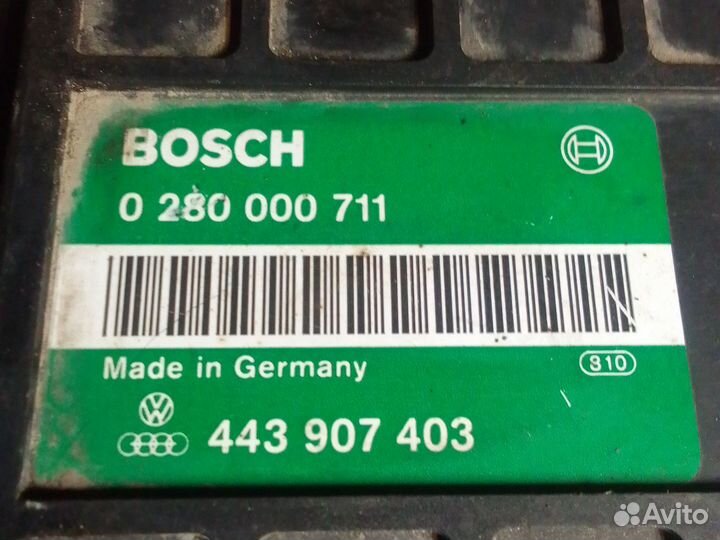 BOSCH
0 280 000 711
Made in Germany
310
443 907 403
Avito